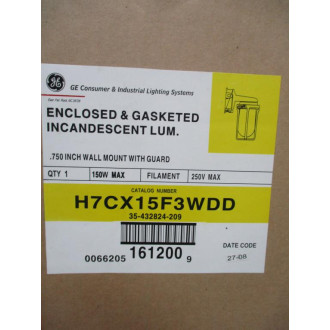 GE Consumer & Industrial Lighting Systems
ENCLOSED & GASKETED
INCANDESCENT LUM.
.750 INCH WALL MOUNT WITH GUARD
QTY 1 150W MAX FILAMENT 250V MAX
CATALOG NUMBER
H7CX15F3WDD
35-432824-209
161200
0066205 9
DATE CODE
27-08